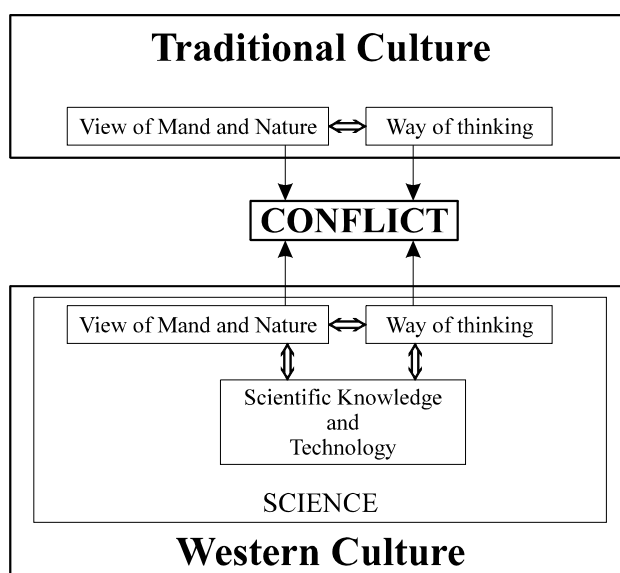 Traditional Culture
View of Mand and Nature
Way of thinking
CONFLICT
View of Mand and Nature
Way of thinking
Scientific Knowledge
and
Technology
SCIENCE
Western Culture